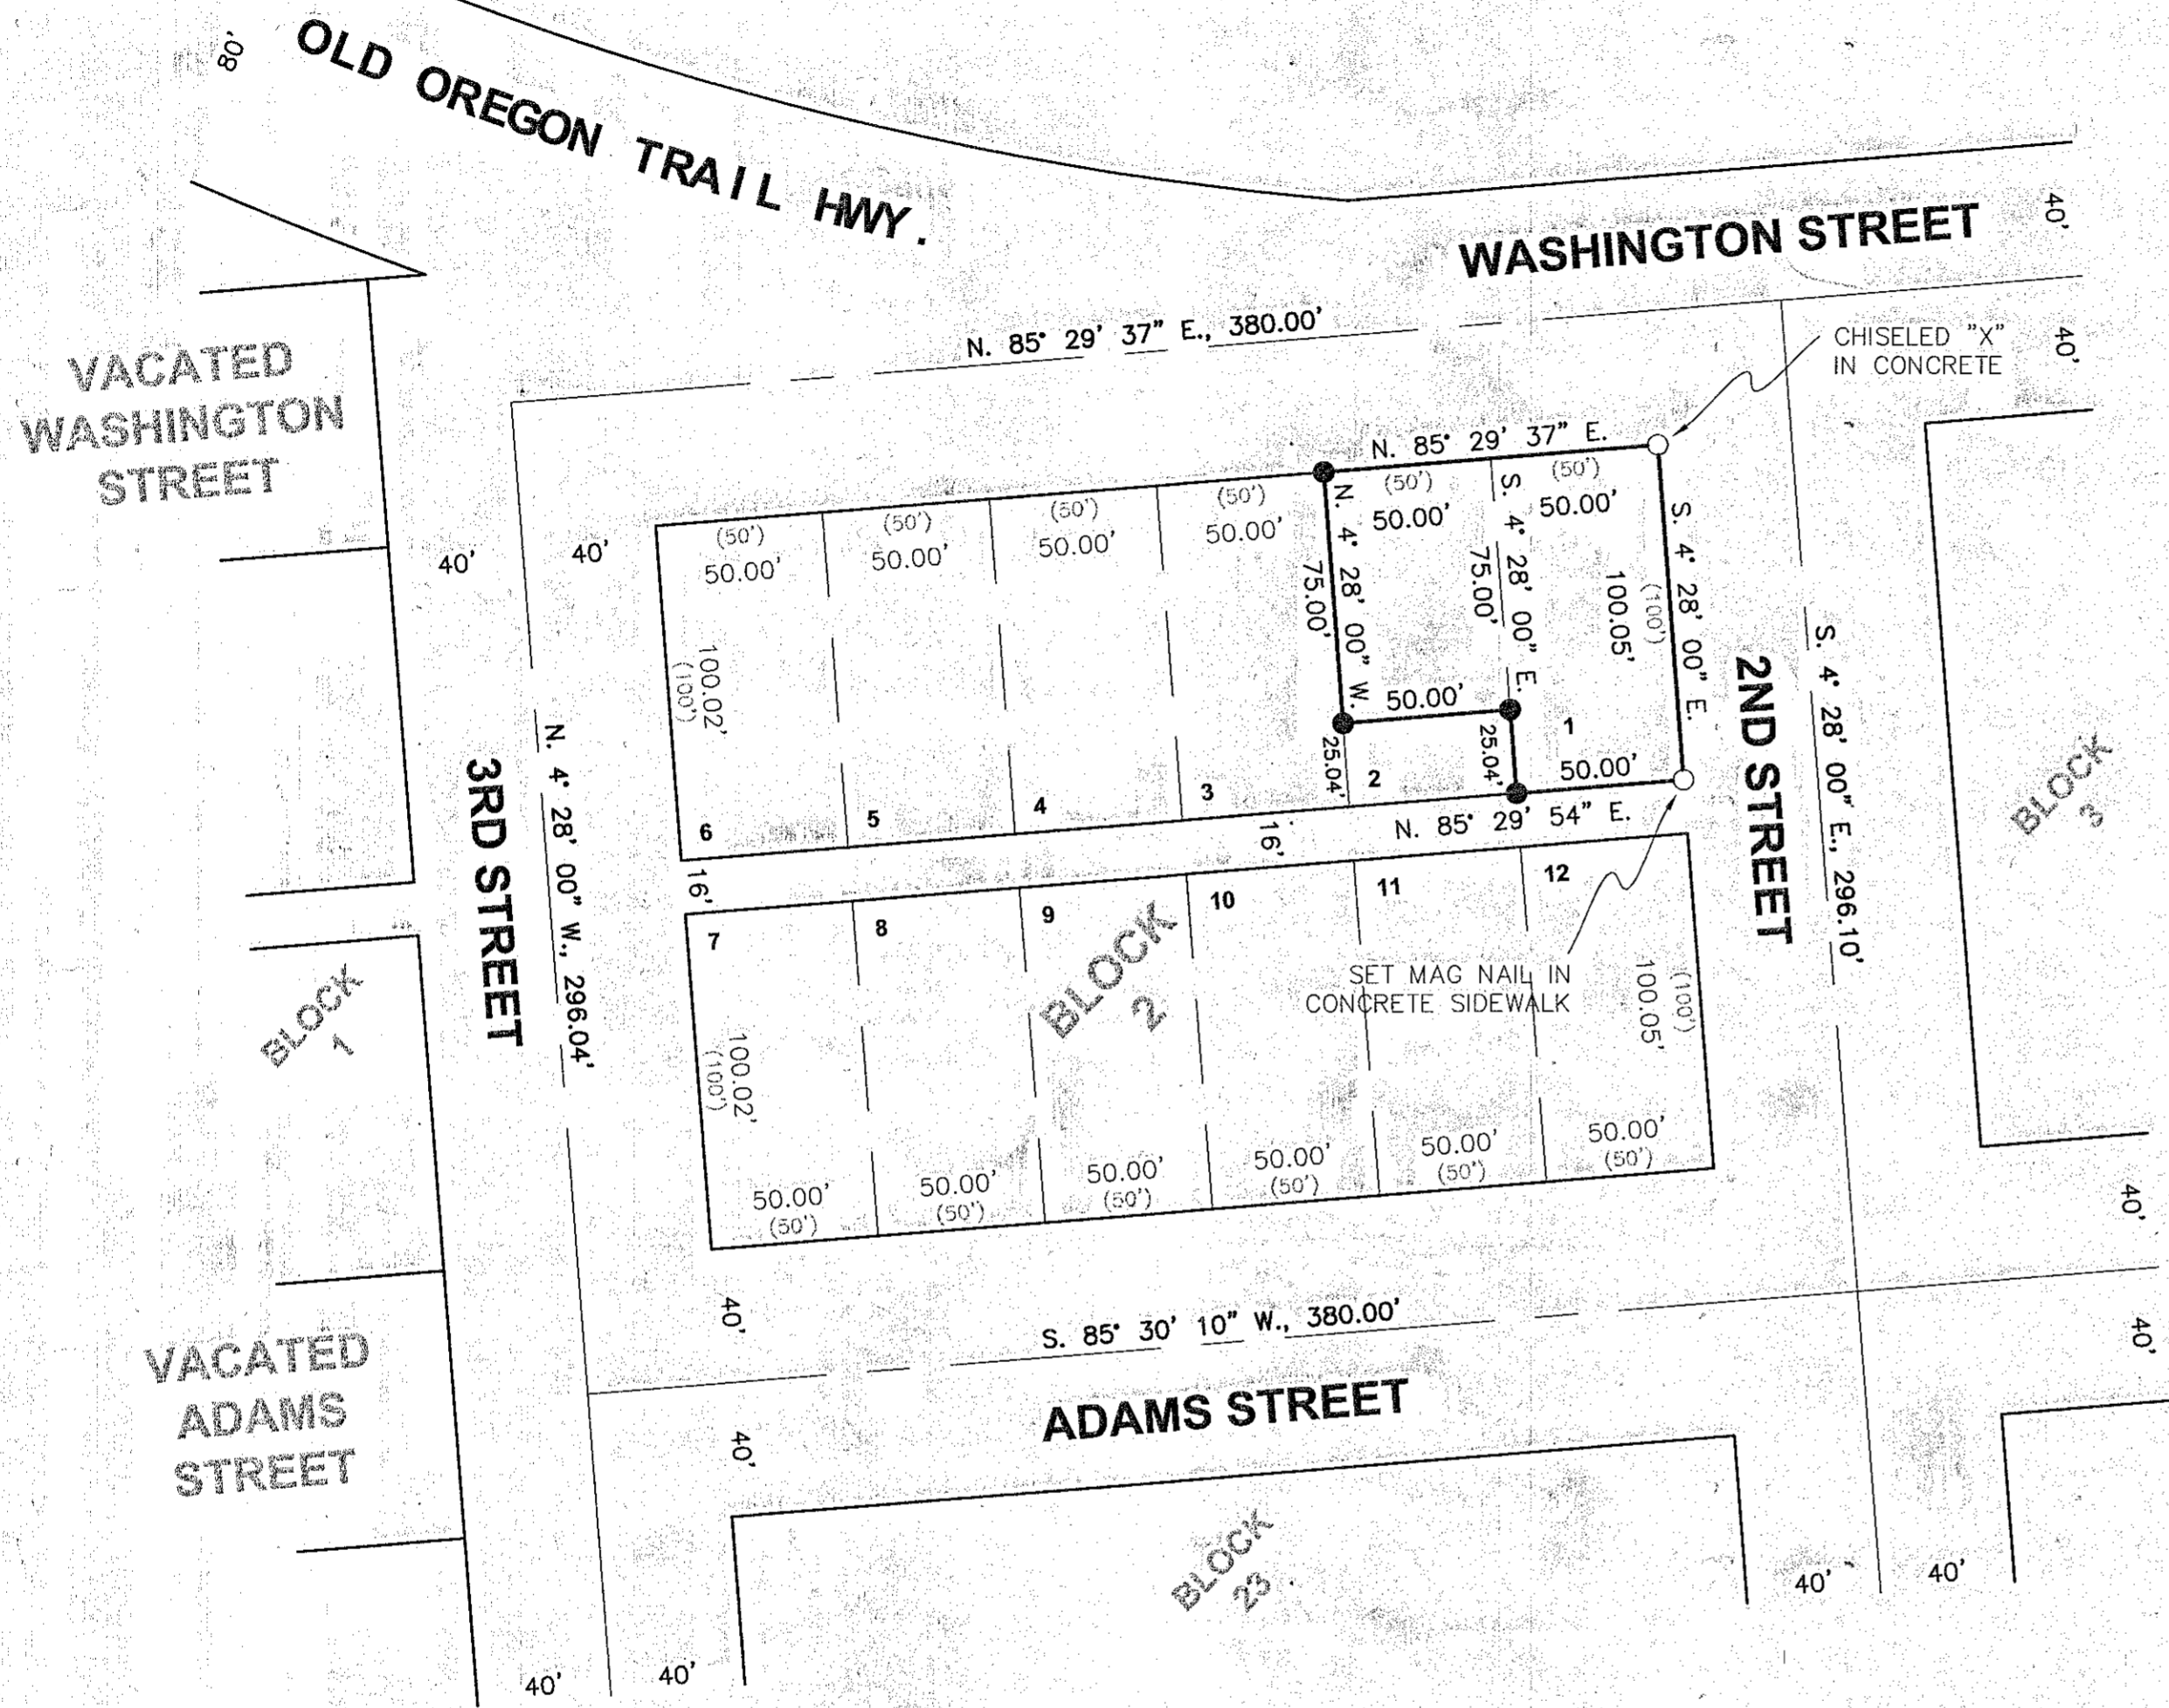 80'
OLD OREGON TRAIL HWY.
WASHINGTON STREET
40'
40'
N. 85° 29' 37" E., 380.00'
CHISELED "X"
IN CONCRETE
VACATED
WASHINGTON
STREET
N. 85° 29' 37" E.
40'
40'
(50')
50.00'
(50')
50.00'
(50')
50.00'
(50')
50.00'
(50')
50.00'
(50')
50.00'
N. 4° 28' 00" W.
75.00'
S. 4° 28' 00" E.
75.00'
S. 4° 28' 00" E.
(100')
100.05'
100.02'
(100')
50.00'
25.04'
25.04'
50.00'
1
2
3
4
5
6
N. 85° 29' 54" E.
16'
16'
3RD STREET
N. 4° 28' 00" W., 296.04'
2ND STREET
S. 4° 28' 00" E., 296.10'
BLOCK
3
7
8
9
10
11
12
BLOCK
2
BLOCK
1
SET MAG NAIL IN
CONCRETE SIDEWALK
(100')
100.05'
100.02'
(100')
50.00'
(50')
50.00'
(50')
50.00'
(50')
50.00'
(50')
50.00'
(50')
50.00'
(50')
40'
40'
S. 85° 30' 10" W., 380.00'
40'
40'
ADAMS STREET
VACATED
ADAMS
STREET
BLOCK
23
40'
40'
40'
40'